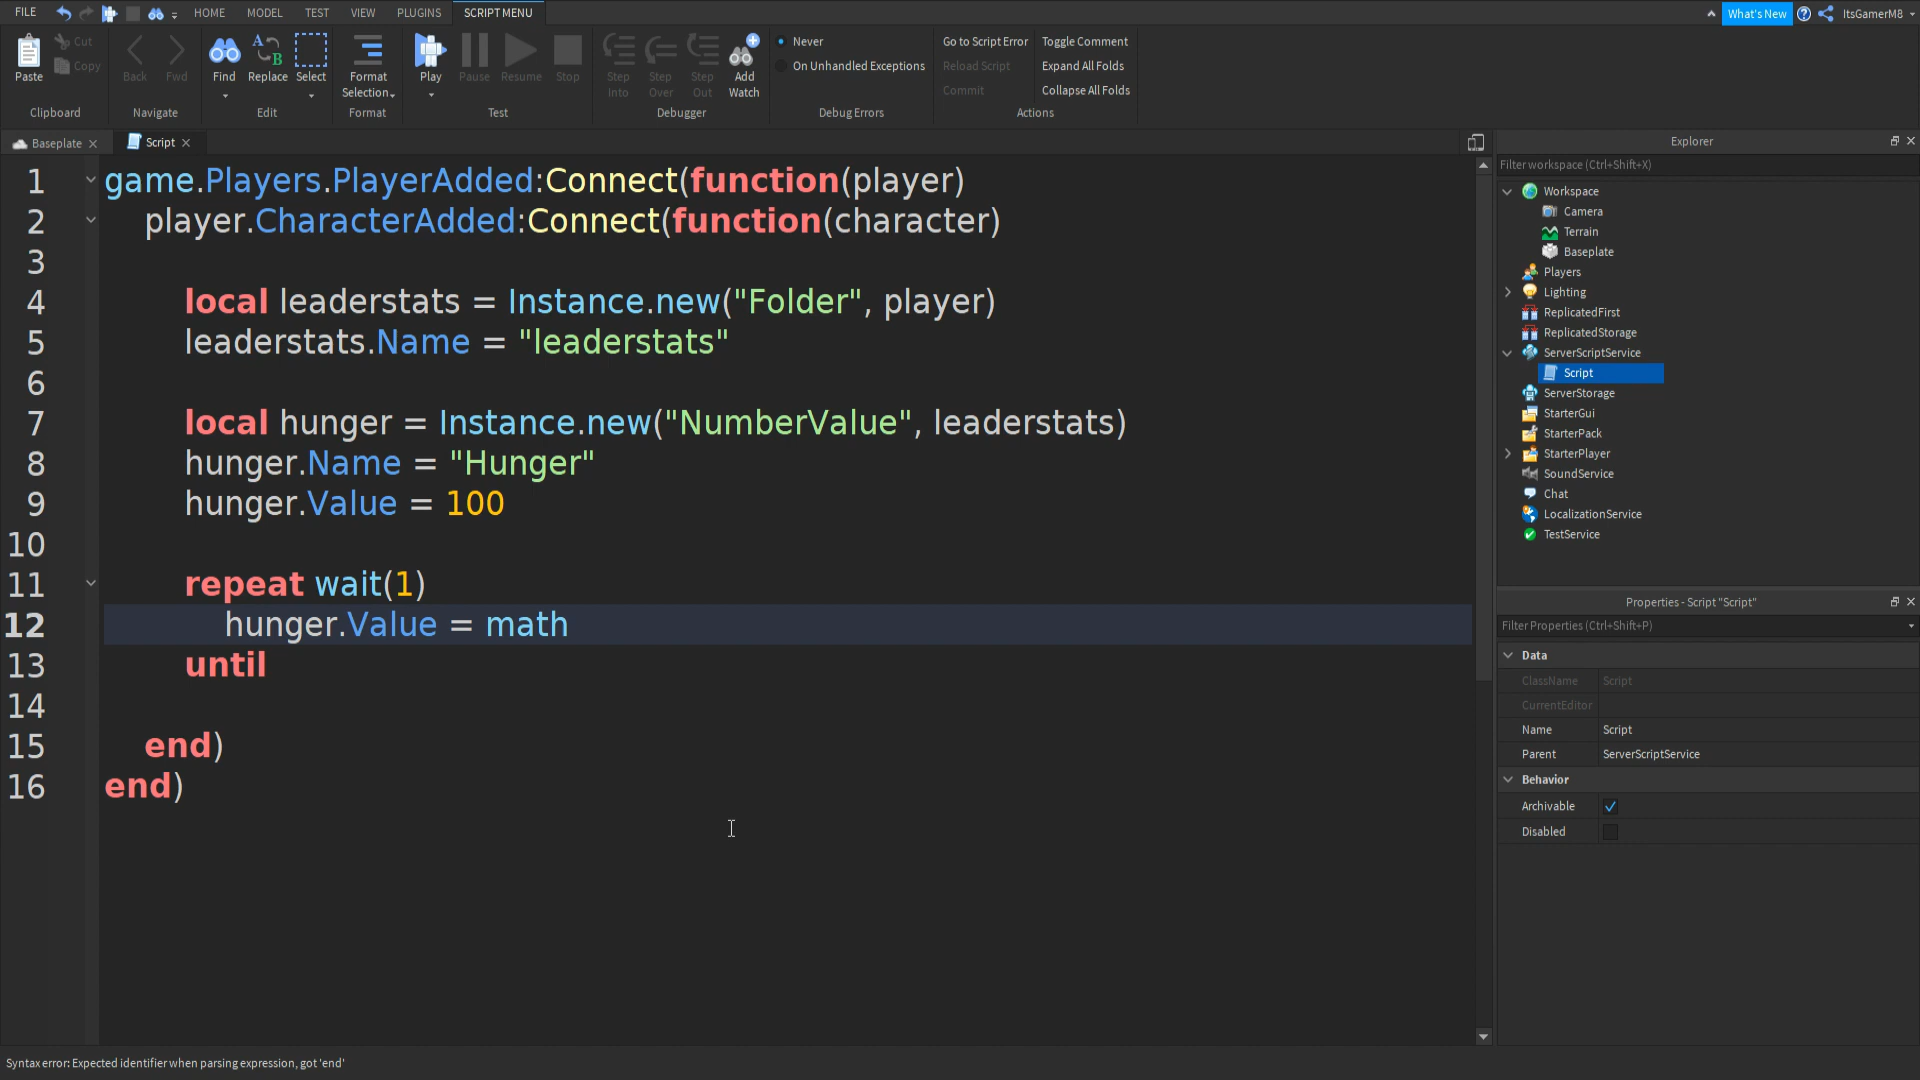 FILE HOME MODEL TEST VIEW PLUGINS SCRIPT MENU What's New ItsGamerM8
Paste Cut Copy
Clipboard
Back Fwd
Navigate
Find Replace Select
Edit
Format Selection
Format
Play Pause Resume Stop
Test
Step Into Step Over Step Out Add Watch
Debugger
Never
On Unhandled Exceptions
Debug Errors
Go to Script Error Toggle Comment
Reload Script Expand All Folds
Commit Collapse All Folds
Actions
Baseplate Script
1 game.Players.PlayerAdded:Connect(function(player)
2 player.CharacterAdded:Connect(function(character)
3
4 local leaderstats = Instance.new("Folder", player)
5 leaderstats.Name = "leaderstats"
6
7 local hunger = Instance.new("NumberValue", leaderstats)
8 hunger.Name = "Hunger"
9 hunger.Value = 100
10
11 repeat wait(1)
12 hunger.Value = math
13 until
14
15 end)
16 end)
Explorer
Filter workspace (Ctrl+Shift+X)
Workspace
Camera
Terrain
Baseplate
Players
Lighting
ReplicatedFirst
ReplicatedStorage
ServerScriptService
Script
ServerStorage
StarterGui
StarterPack
StarterPlayer
SoundService
Chat
LocalizationService
TestService
Properties - Script "Script"
Filter Properties (Ctrl+Shift+P)
Data
ClassName Script
CurrentEditor
Name Script
Parent ServerScriptService
Behavior
Archivable
Disabled
Syntax error: Expected identifier when parsing expression, got 'end'